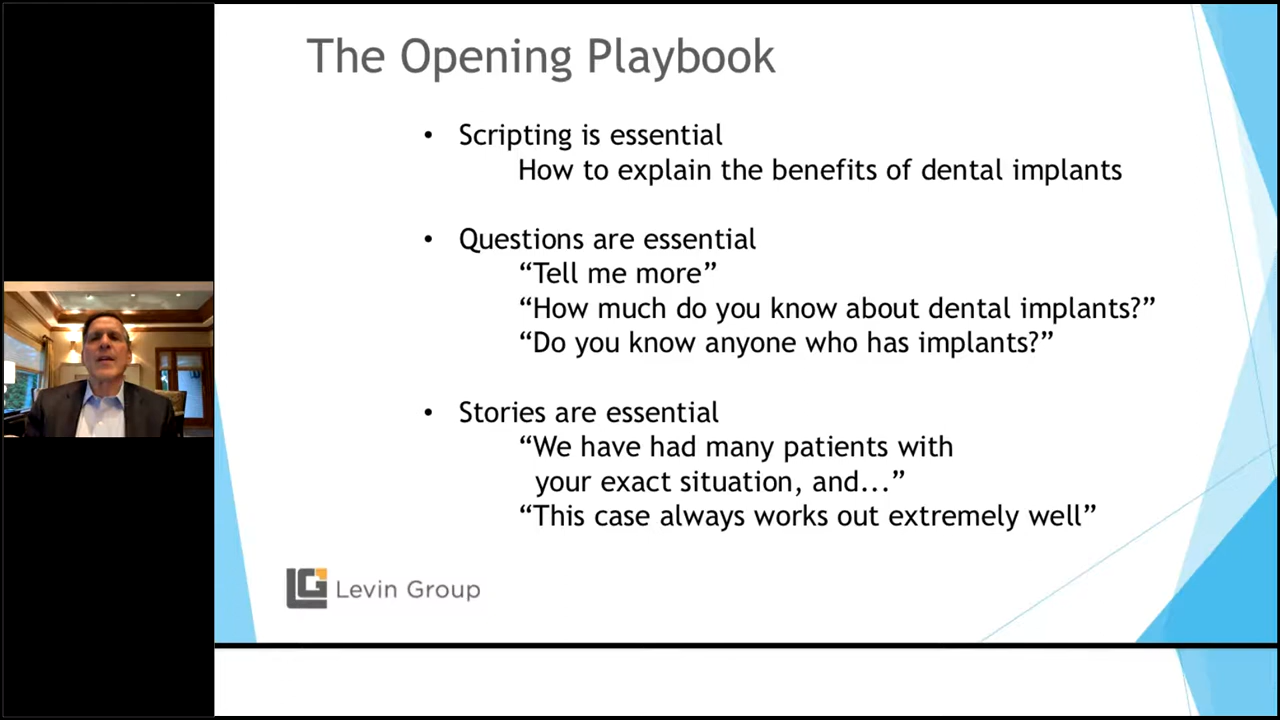 The Opening Playbook
• Scripting is essential
How to explain the benefits of dental implants
• Questions are essential
“Tell me more”
“How much do you know about dental implants?”
“Do you know anyone who has implants?”
• Stories are essential
“We have had many patients with
your exact situation, and...”
“This case always works out extremely well”
LG Levin Group